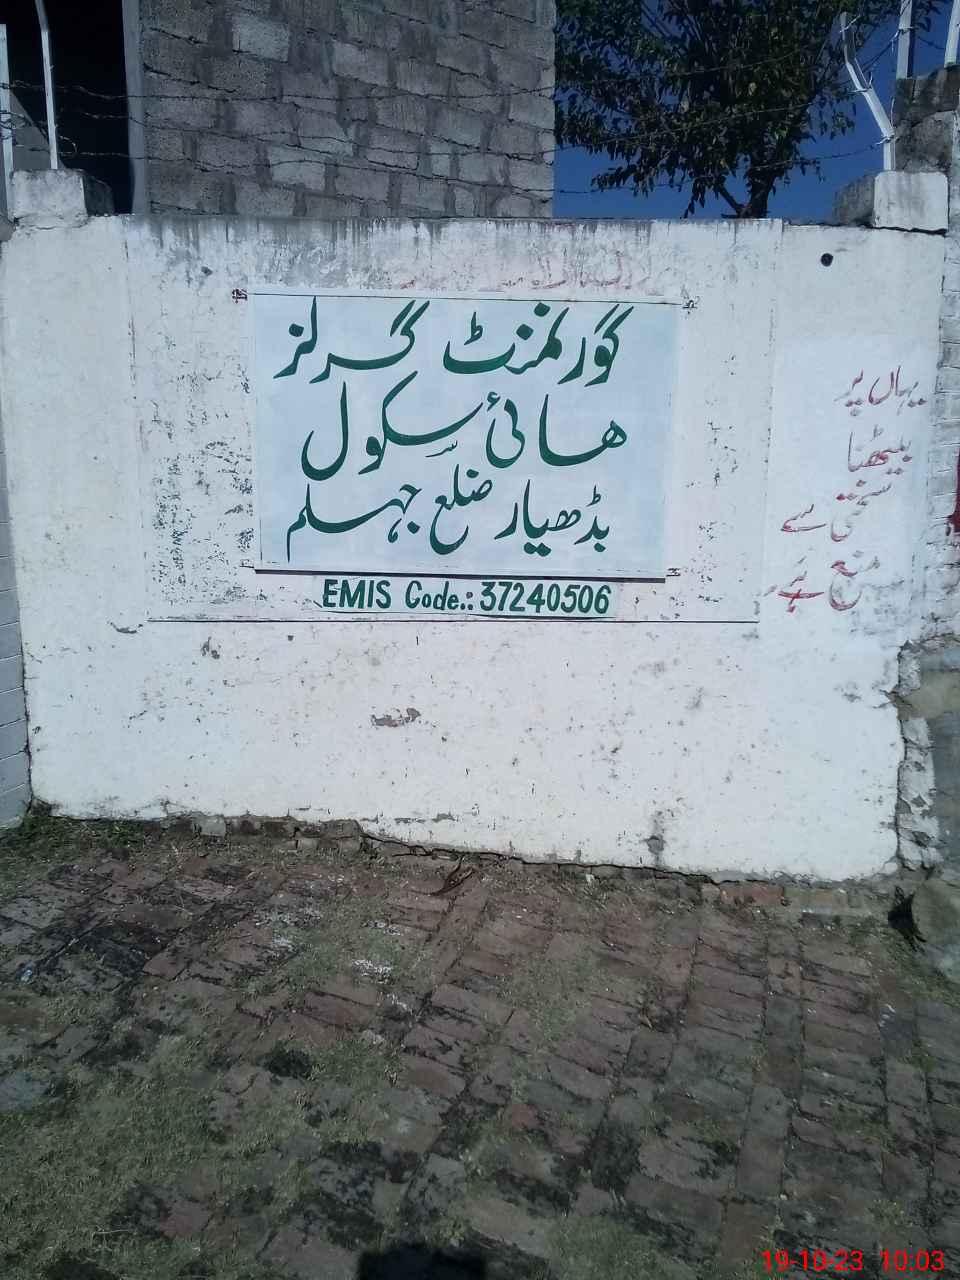 گورنمنٹ گرلز
ھائی سکول
بڈھیار ضلع جہلم
EMIS Code.: 37240506
یہاں پر
بیٹھنا
سختی سے
منع ہے
19-10-23 10:03